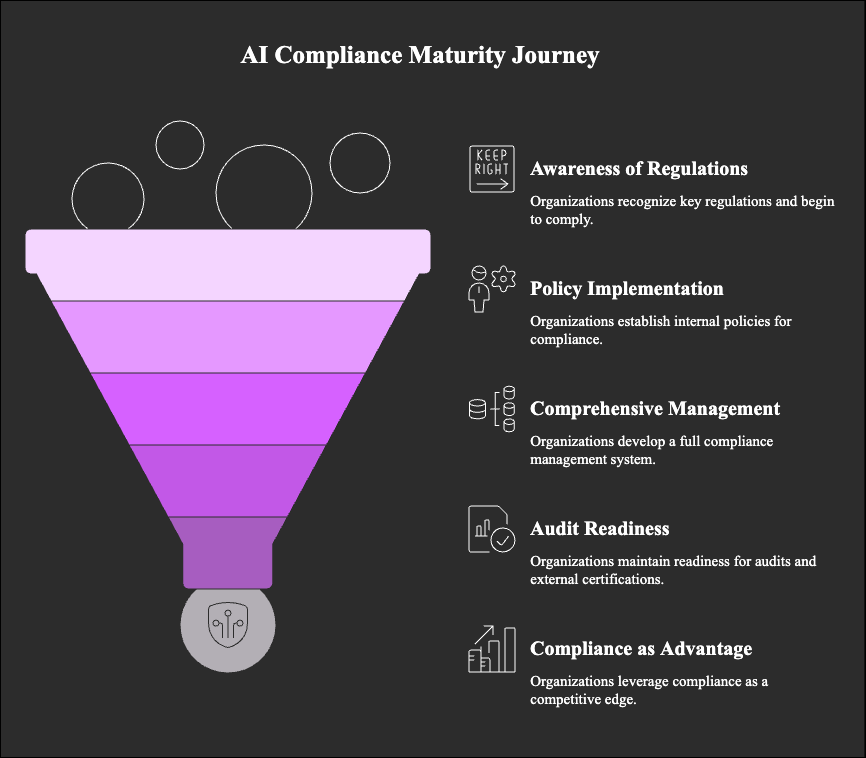 AI Compliance Maturity Journey
KEEP
RIGHT
Awareness of Regulations
Organizations recognize key regulations and begin
to comply.
Policy Implementation
Organizations establish internal policies for
compliance.
Comprehensive Management
Organizations develop a full compliance
management system.
Audit Readiness
Organizations maintain readiness for audits and
external certifications.
Compliance as Advantage
Organizations leverage compliance as a
competitive edge.